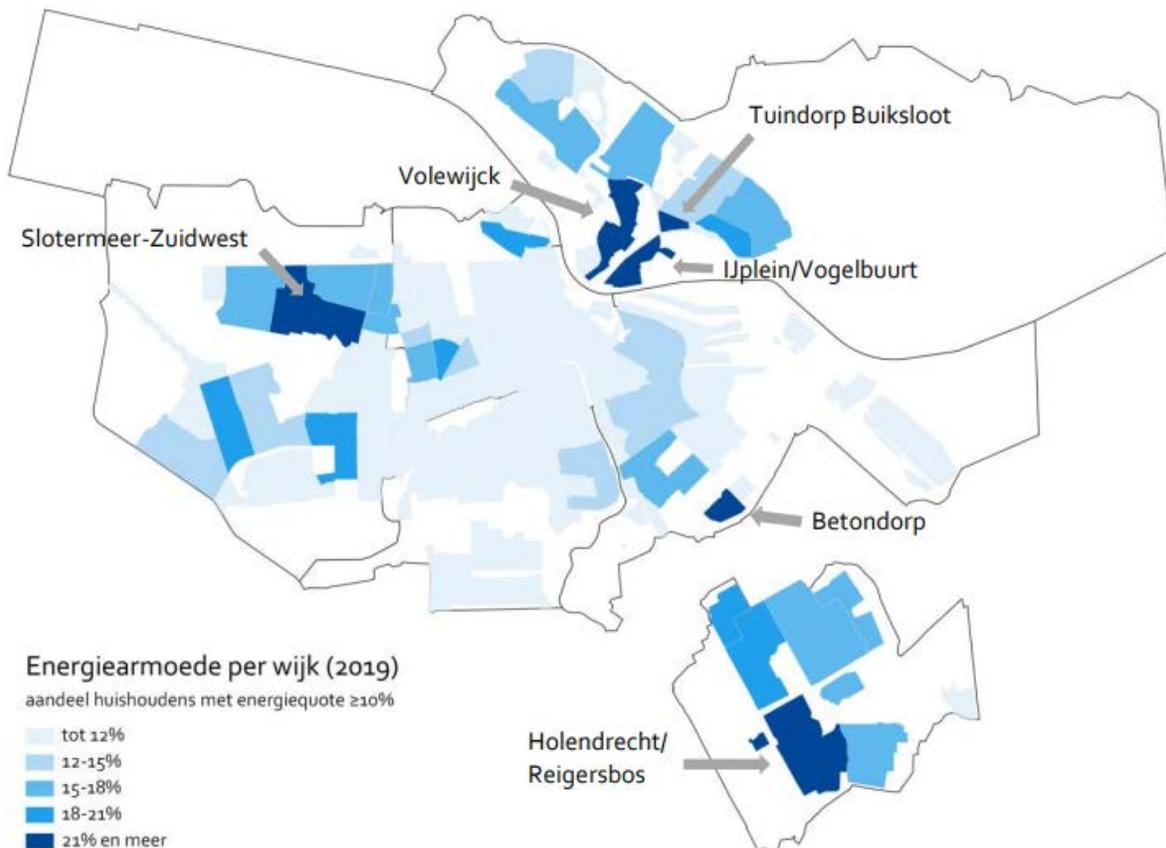 Tuindorp Buiksloot
Volewijck
Slotermeer-Zuidwest
IJplein/Vogelbuurt
Betondorp
Holendrecht/
Reigersbos
Energiearmoede per wijk (2019)
aandeel huishoudens met energiequote ≥10%
tot 12%
12-15%
15-18%
18-21%
21% en meer